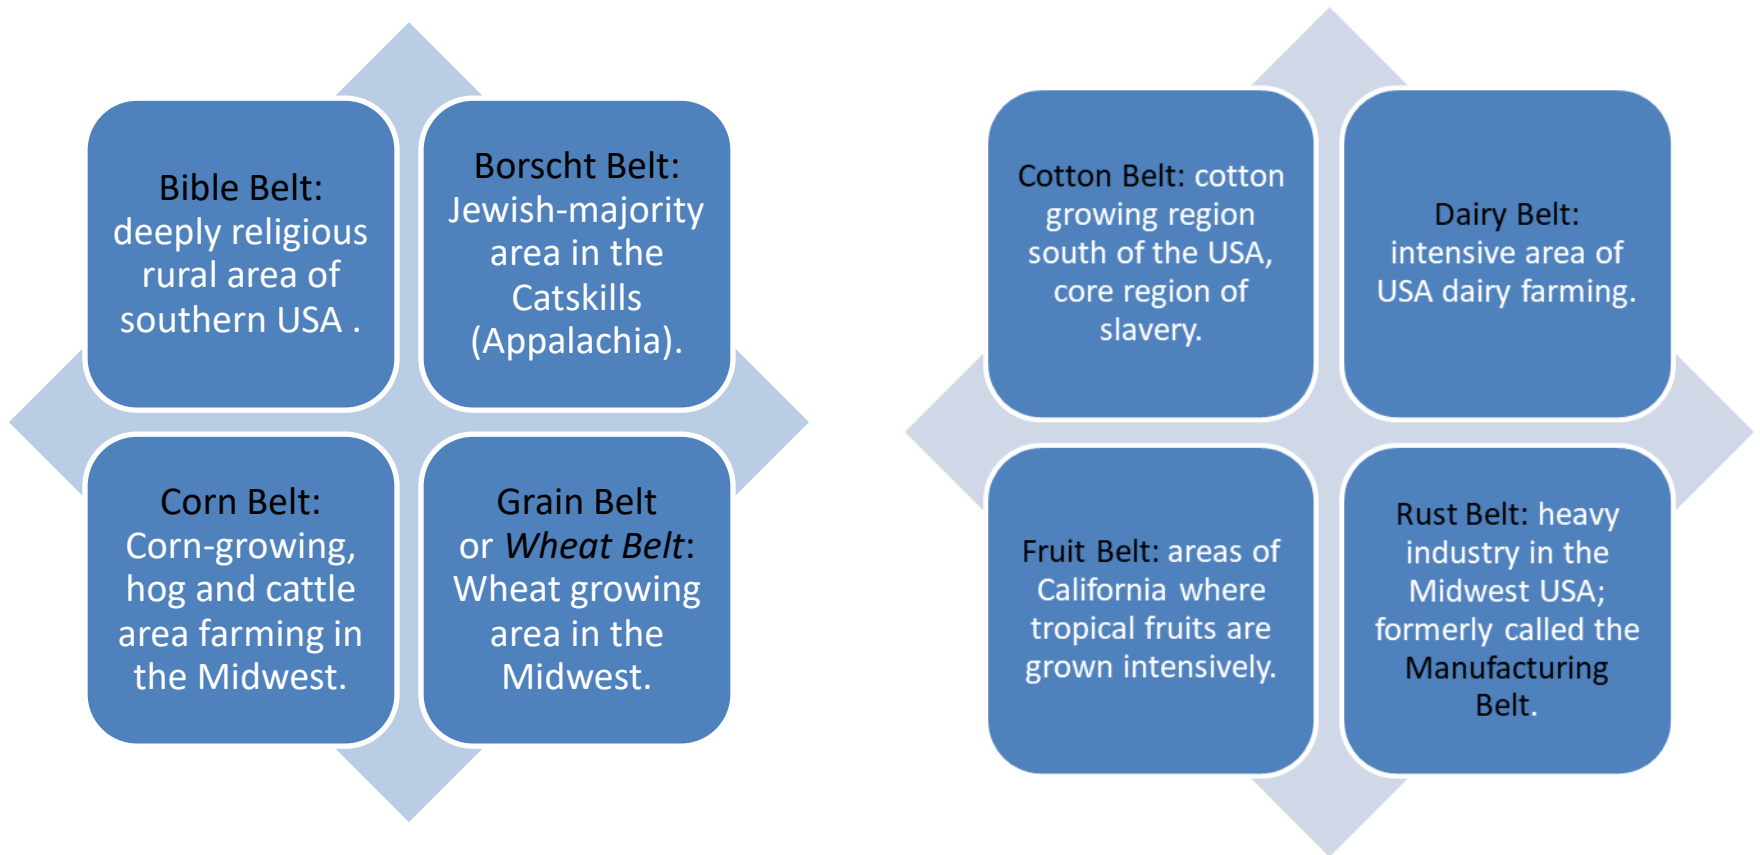 Bible Belt:
deeply religious
rural area of
southern USA .
Borscht Belt:
Jewish-majority
area in the
Catskills
(Appalachia).
Corn Belt:
Corn-growing,
hog and cattle
area farming in
the Midwest.
Grain Belt
or Wheat Belt:
Wheat growing
area in the
Midwest.
Cotton Belt: cotton
growing region
south of the USA,
core region of
slavery.
Dairy Belt:
intensive area of
USA dairy farming.
Fruit Belt: areas of
California where
tropical fruits are
grown intensively.
Rust Belt: heavy
industry in the
Midwest USA;
formerly called the
Manufacturing
Belt.